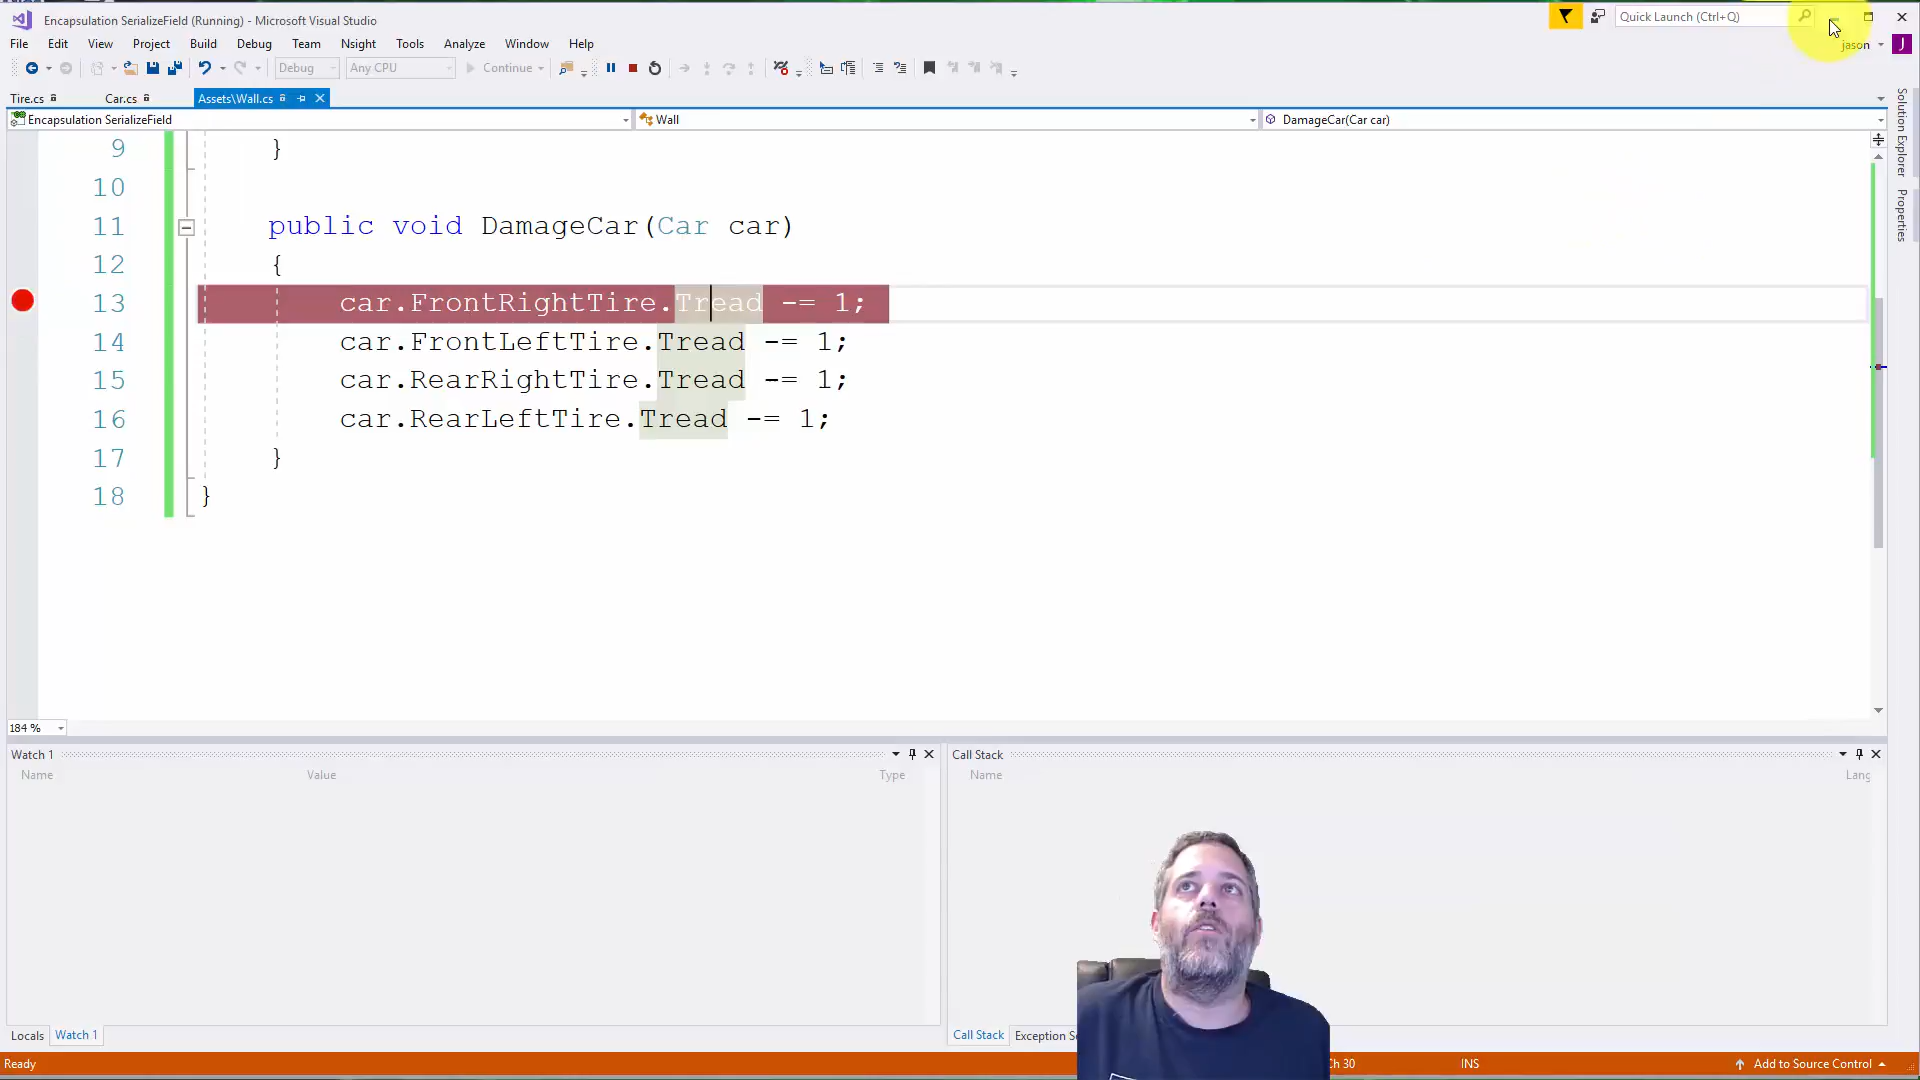 Encapsulation SerializeField (Running) - Microsoft Visual Studio
Quick Launch (Ctrl+Q)
File Edit View Project Build Debug Team Nsight Tools Analyze Window Help
jason J
Debug Any CPU Continue
Tire.cs Car.cs Assets\Wall.cs
Encapsulation SerializeField Wall DamageCar(Car car)
Solution Explorer
Properties
9 }
10
11 public void DamageCar(Car car)
12 {
13 car.FrontRightTire.Tread -= 1;
14 car.FrontLeftTire.Tread -= 1;
15 car.RearRightTire.Tread -= 1;
16 car.RearLeftTire.Tread -= 1;
17 }
18 }
184 %
Watch 1 Call Stack
Name Value Type Name Lang
Locals Watch 1 Call Stack Exception
Ready Ch 30 INS Add to Source Control